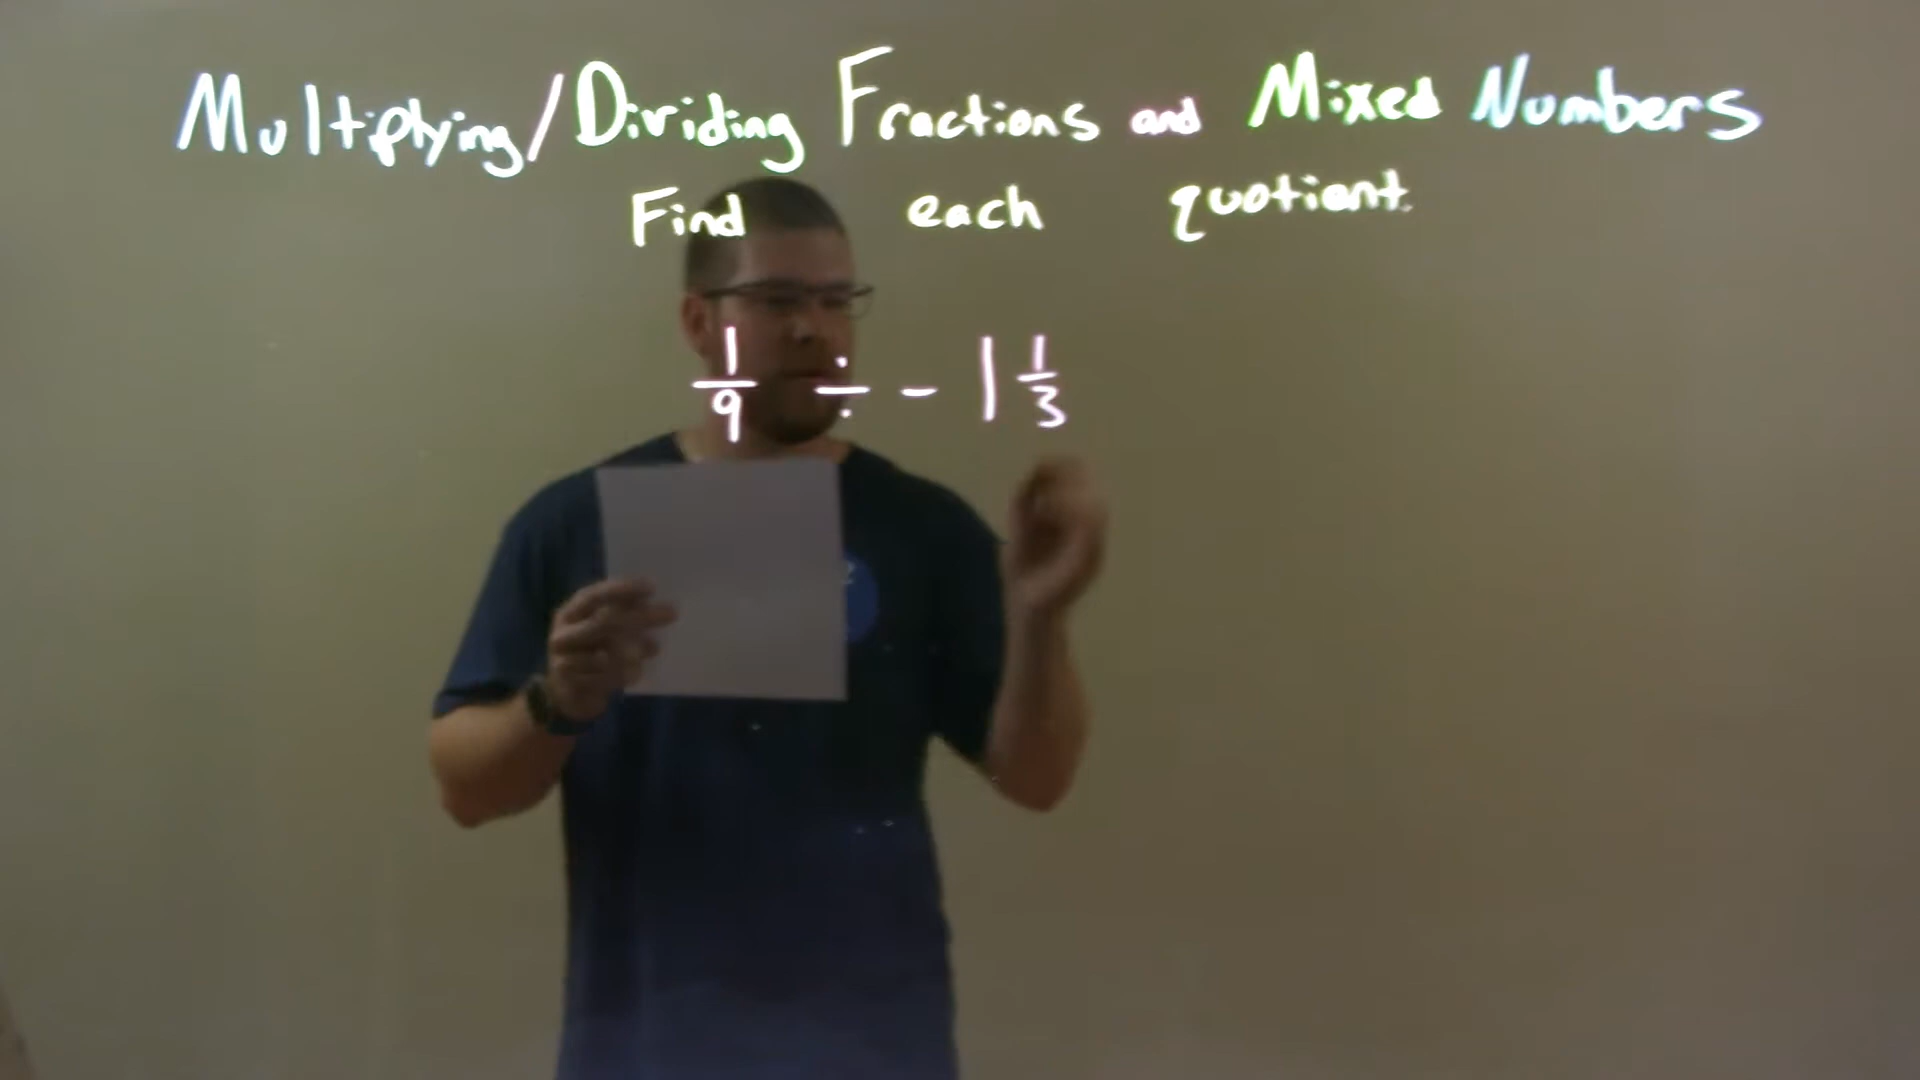 Multiplying/Dividing Fractions and Mixed Numbers
Find each quotient.
1/9 ÷ - 1 1/3